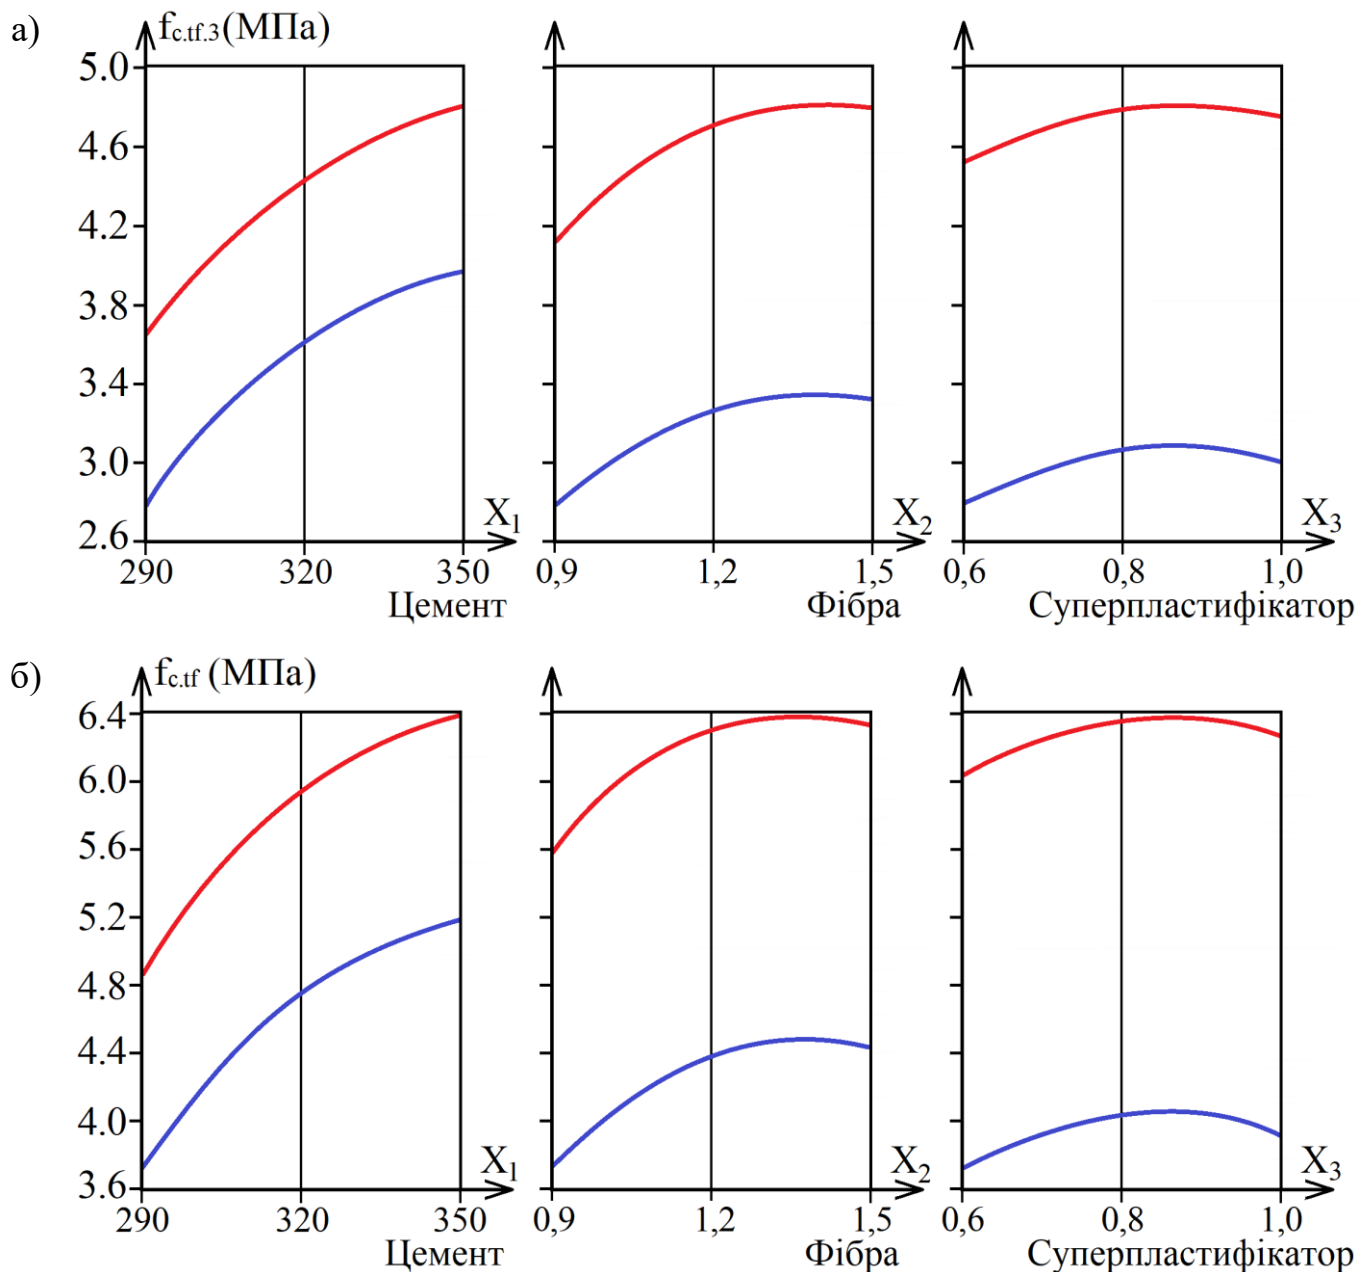 а)
f_c.tf.3(МПа)
5.0
4.6
4.2
3.8
3.4
3.0
2.6
X₁ X₂ X₃
290 320 350 0,9 1,2 1,5 0,6 0,8 1,0
Цемент Фібра Суперпластифікатор
б)
f_c.tf (МПа)
6.4
6.0
5.6
5.2
4.8
4.4
4.0
3.6
X₁ X₂ X₃
290 320 350 0,9 1,2 1,5 0,6 0,8 1,0
Цемент Фібра Суперпластифікатор